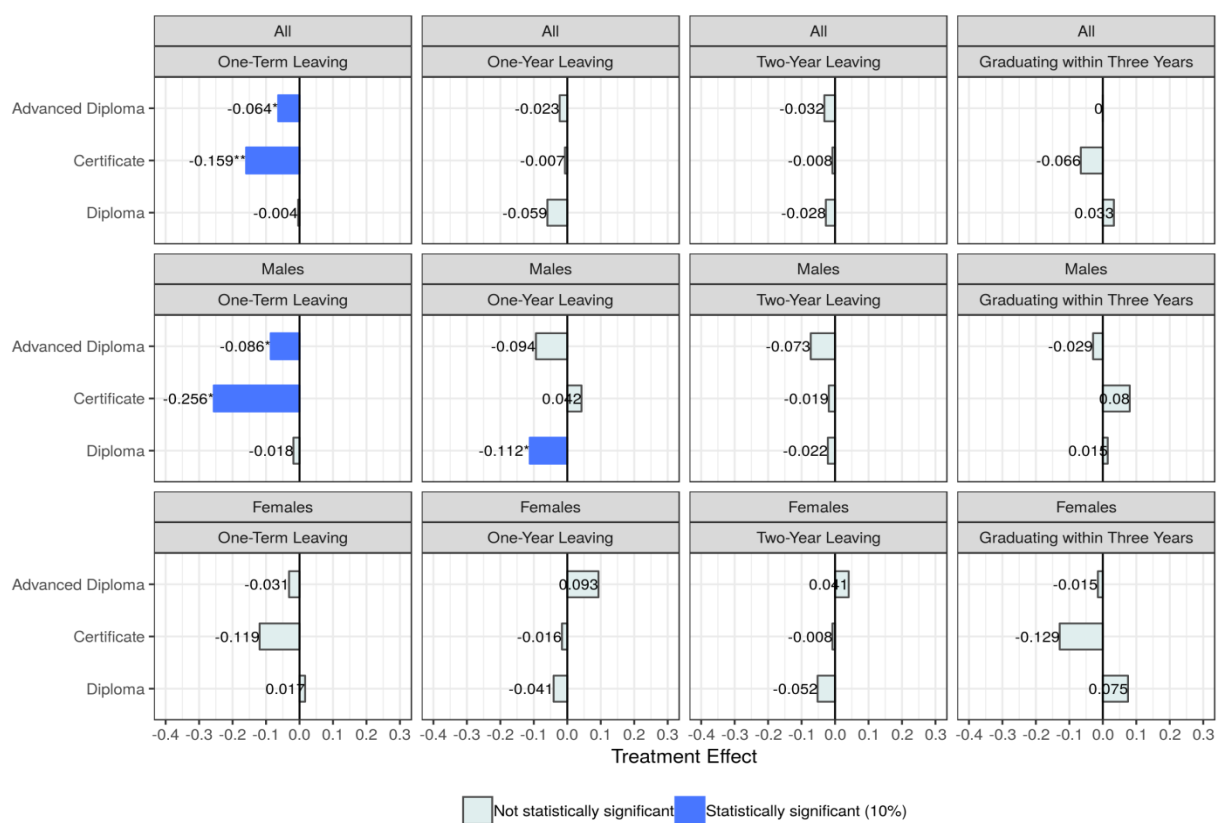 All All All All
One-Term Leaving One-Year Leaving Two-Year Leaving Graduating within Three Years
Advanced Diploma -0.064* -0.023 -0.032 0
Certificate -0.159** -0.007 -0.008 -0.066
Diploma -0.004 -0.059 -0.028 0.033
Males Males Males Males
One-Term Leaving One-Year Leaving Two-Year Leaving Graduating within Three Years
Advanced Diploma -0.086* -0.094 -0.073 -0.029
Certificate -0.256* 0.042 -0.019 0.08
Diploma -0.018 -0.112* -0.022 0.015
Females Females Females Females
One-Term Leaving One-Year Leaving Two-Year Leaving Graduating within Three Years
Advanced Diploma -0.031 0.093 0.041 -0.015
Certificate -0.119 -0.016 -0.008 -0.129
Diploma 0.017 -0.041 -0.052 0.075
-0.4 -0.3 -0.2 -0.1 0.0 0.1 0.2 0.3 -0.4 -0.3 -0.2 -0.1 0.0 0.1 0.2 0.3 -0.4 -0.3 -0.2 -0.1 0.0 0.1 0.2 0.3 -0.4 -0.3 -0.2 -0.1 0.0 0.1 0.2 0.3
Treatment Effect
Not statistically significant Statistically significant (10%)